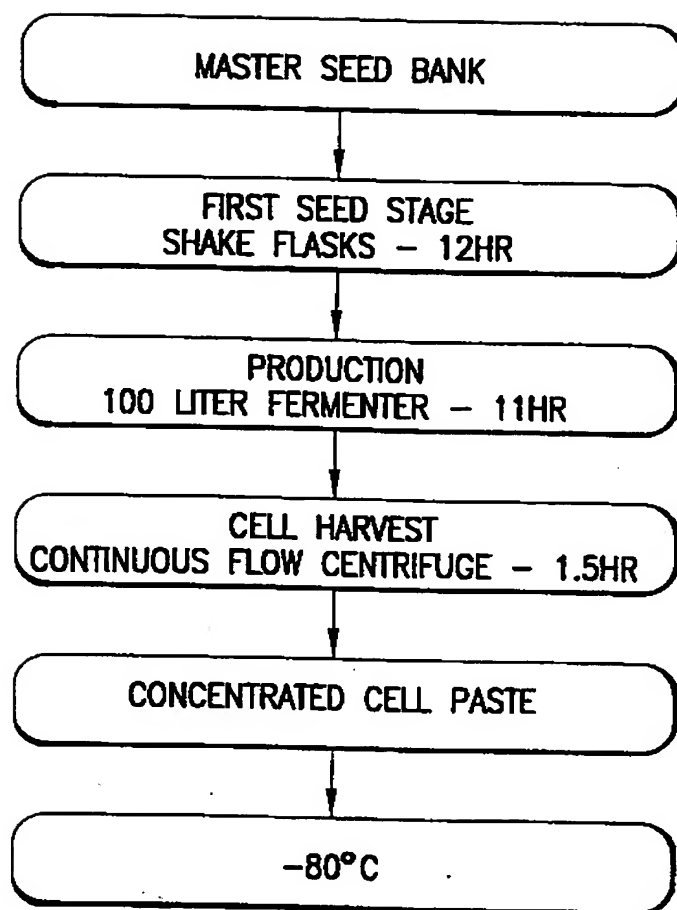 MASTER SEED BANK
FIRST SEED STAGE
SHAKE FLASKS – 12HR
PRODUCTION
100 LITER FERMENTER – 11HR
CELL HARVEST
CONTINUOUS FLOW CENTRIFUGE – 1.5HR
CONCENTRATED CELL PASTE
-80°C